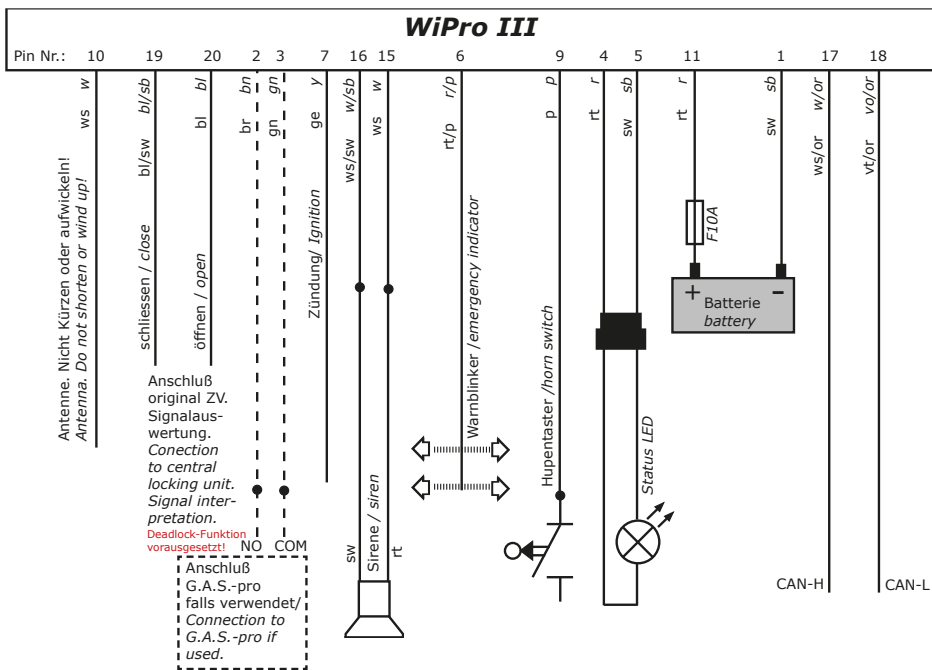 WiPro III
Pin Nr.: 10 19 20 2 3 7 16 15 6 9 4 5 11 1 17 18
w
bl/sb
bl
bn
gn
y
w/sb
w
r/p
p
r
sb
r
sb
w/or
vo/or
ws
bl/sw
bl
br
gn
ge
ws/sw
ws
rt/p
p
rt
sw
rt
sw
ws/or
vt/or
Antenne. Nicht Kürzen oder aufwickeln!
Antenna. Do not shorten or wind up!
schliessen / close
öffnen / open
Zündung/ Ignition
Warnblinker /emergency indicator
Hupentaster /horn switch
F10A
+ –
Batterie
battery
Anschluß
original ZV.
Signalaus-
wertung.
Conection
to central
locking unit.
Signal inter-
pretation.
Deadlock-Funktion
vorausgesetzt!
NO COM
Anschluß
G.A.S.-pro
falls verwendet/
Connection to
G.A.S.-pro if
used.
sw
Sirene / siren
rt
Status LED
CAN-H
CAN-L